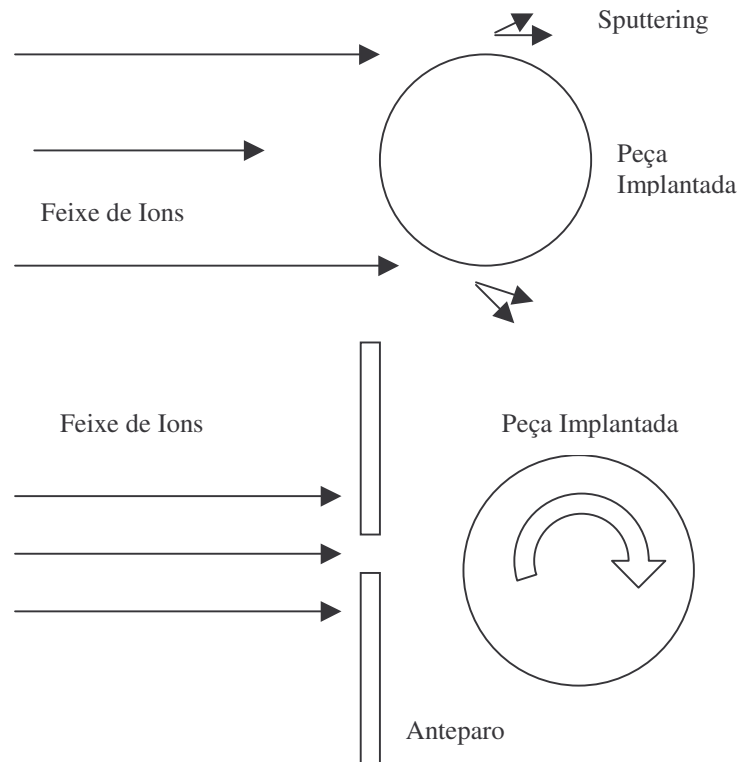 Sputtering
Peça
Implantada
Feixe de Ions
Feixe de Ions
Peça Implantada
Anteparo